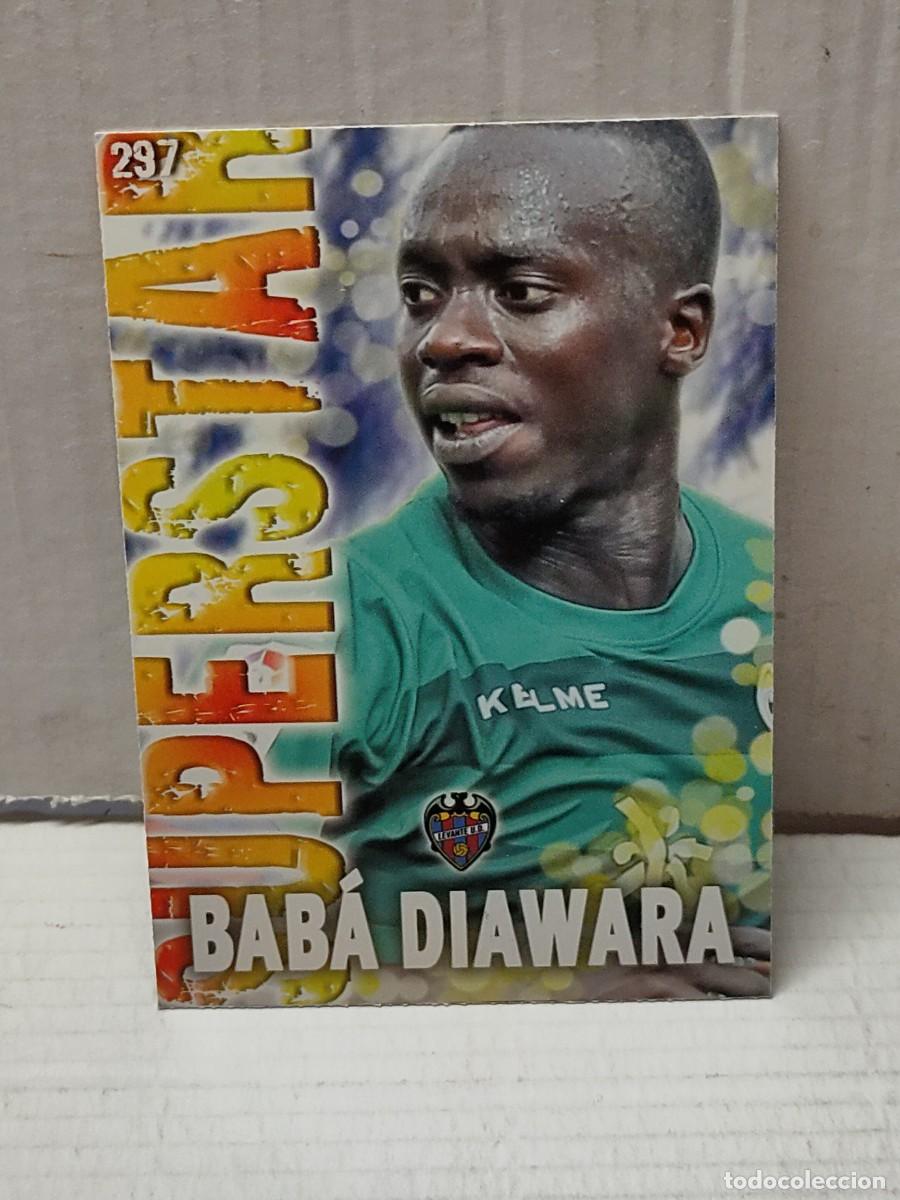 297
SUPERSTAR
KELME
LEVANTE U.D.
BABÁ DIAWARA
todocoleccion